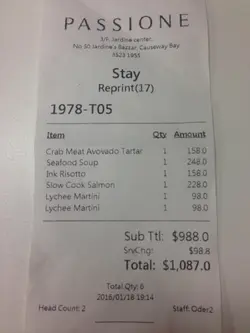 PASSIONE
3/F, Jardine center,
No 50 Jardine's Bazaar, Causeway Bay
Stay
Reprint(17)
1978-T05
Item Qty Amount
Crab Meat Avovado Tartar 1 158.0
Seafood Soup 1 248.0
Ink Risotto 1 158.0
Slow Cook Salmon 1 228.0
Lychee Martini 1 98.0
Lychee Martini 1 98.0
Sub Ttl: $988.0
SrvChg: $98.8
Total: $1,087.0
Total Qty: 6
2016/01/18 19:14
Head Count: 2 Staff: Oder2